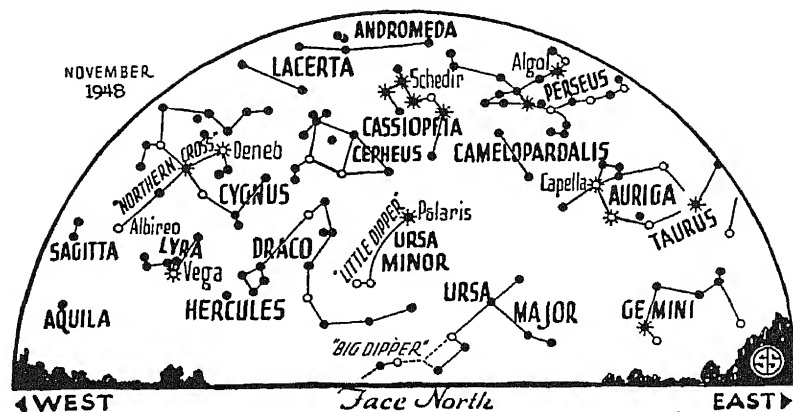 ANDROMEDA
NOVEMBER
1948
LACERTA
Schedir
Algol
PERSEUS
CASSIOPEIA
"NORTHERN CROSS"
Deneb
CEPHEUS
CAMELOPARDALIS
CYGNUS
Capella
AURIGA
Albireo
"LITTLE DIPPER"
Polaris
TAURUS
SAGITTA
LYRA
Vega
DRACO
URSA
MINOR
HERCULES
AQUILA
URSA MAJOR
GEMINI
"BIG DIPPER"
WEST
Face North
EAST